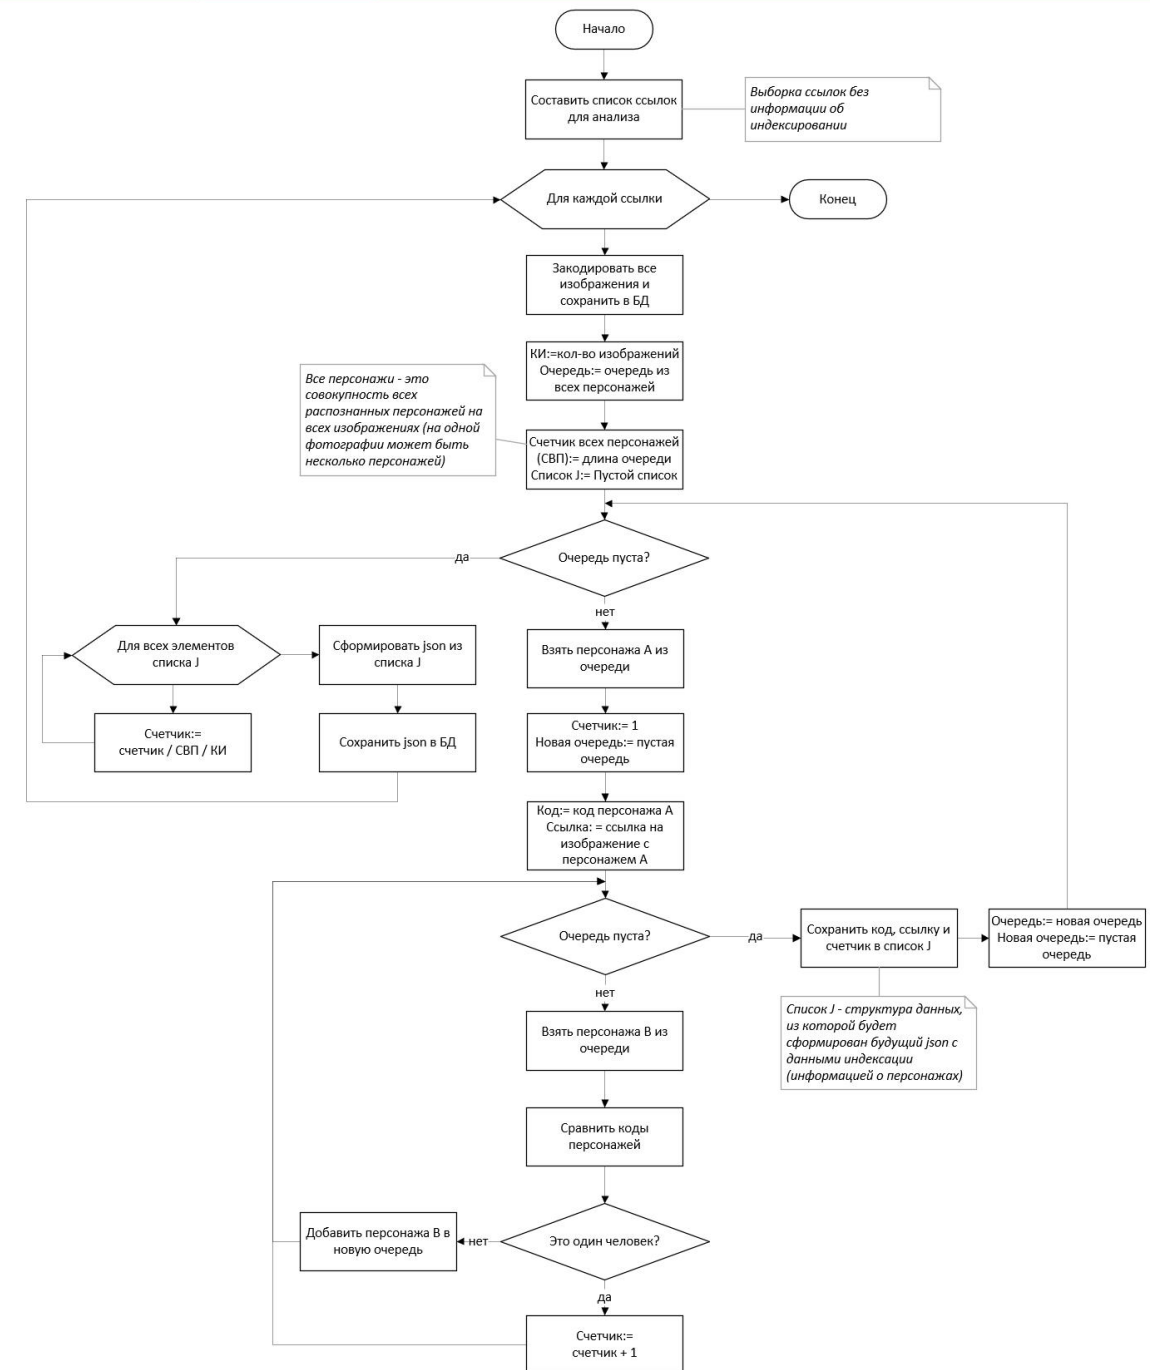 Начало
Составить список ссылок
для анализа
Выборка ссылок без
информации об
индексировании
Для каждой ссылки
Конец
Закодировать все
изображения и
сохранить в БД
КИ:=кол-во изображений
Очередь:= очередь из
всех персонажей
Все персонажи - это
совокупность всех
распознанных персонажей на
всех изображениях (на одной
фотографии может быть
несколько персонажей)
Счетчик всех персонажей
(СВП):= длина очереди
Список J:= Пустой список
Очередь пуста?
да
нет
Для всех элементов
списка J
Сформировать json из
списка J
Взять персонажа А из
очереди
Счетчик:=
счетчик / СВП / КИ
Сохранить json в БД
Счетчик:= 1
Новая очередь:= пустая
очередь
Код:= код персонажа А
Ссылка: = ссылка на
изображение с
персонажем А
Очередь пуста?
да
Сохранить код, ссылку и
счетчик в список J
Очередь:= новая очередь
Новая очередь:= пустая
очередь
нет
Список J - структура данных,
из которой будет
сформирован будущий json с
данными индексации
(информацией о персонажах)
Взять персонажа В из
очереди
Сравнить коды
персонажей
Это один человек?
нет
Добавить персонажа В в
новую очередь
да
Счетчик:=
счетчик + 1